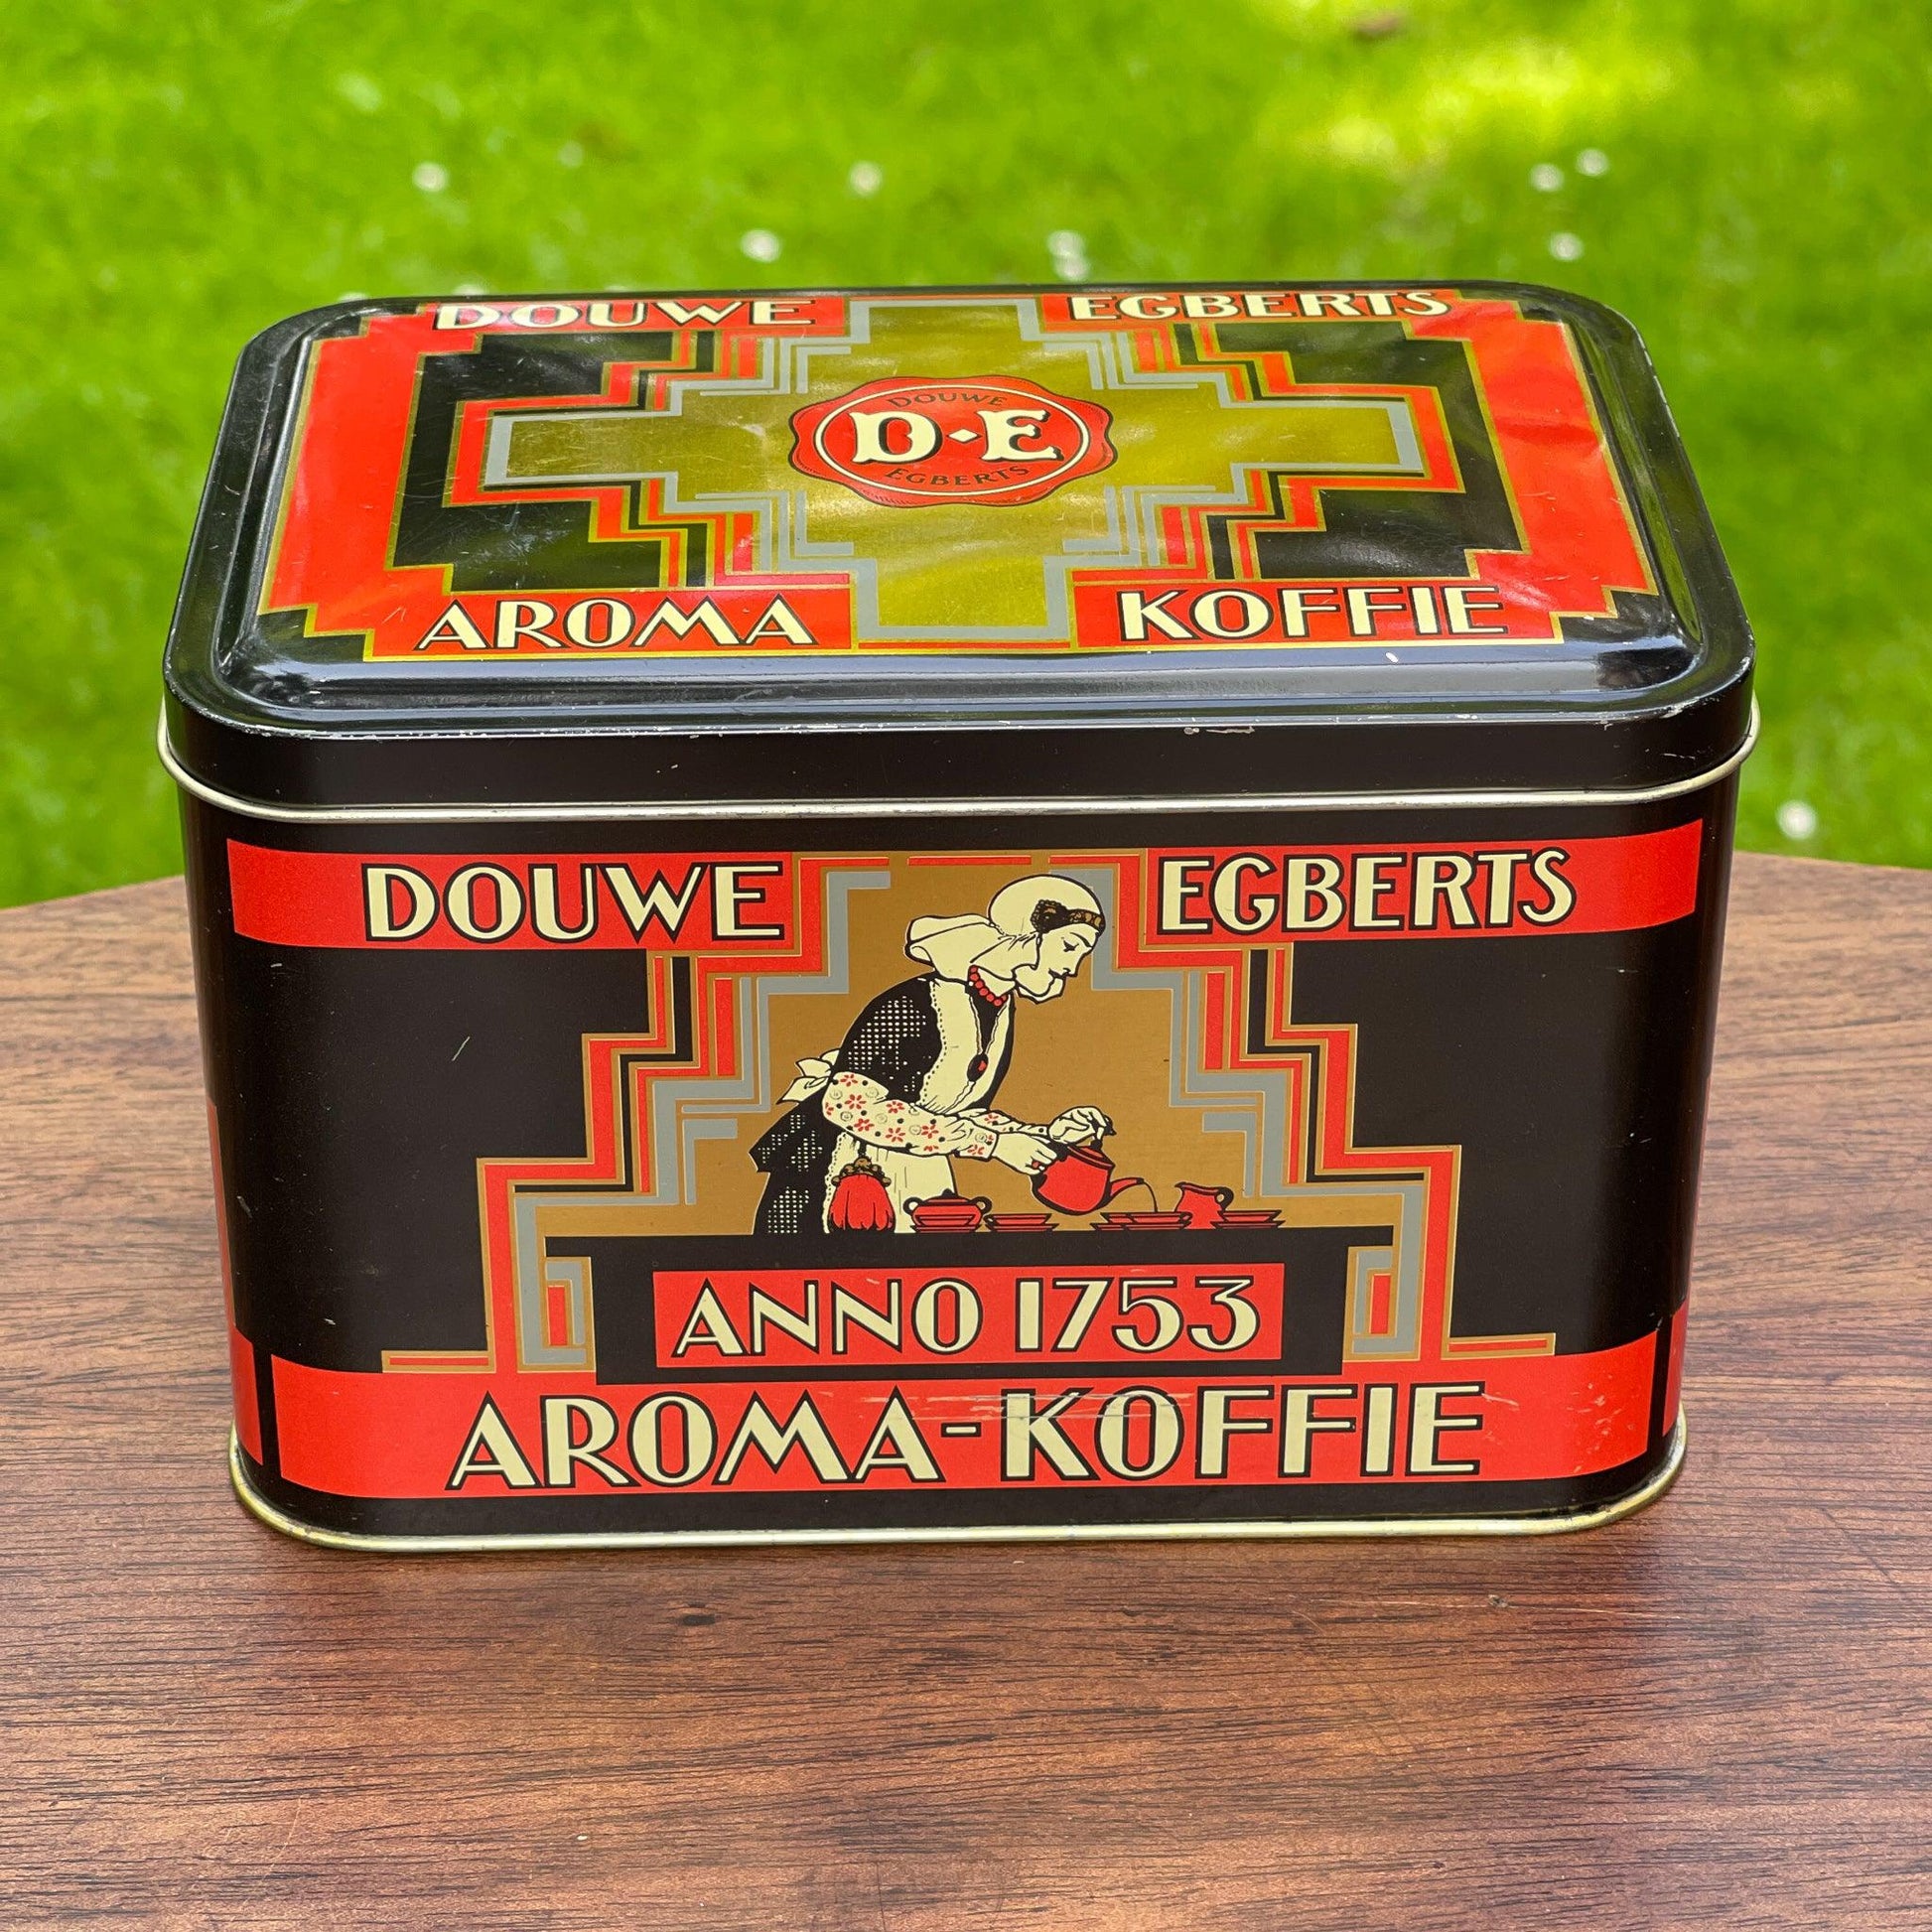 DOUWE EGBERTS
DOUWE
D·E
EGBERTS
AROMA KOFFIE
DOUWE EGBERTS
ANNO 1753
AROMA-KOFFIE